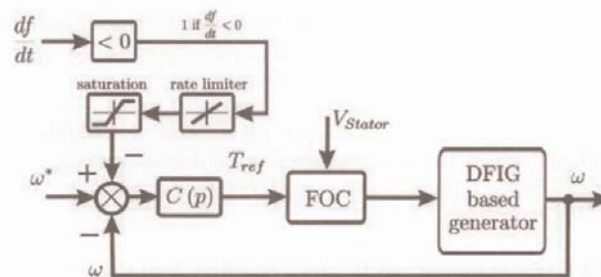 df
dt
< 0
1 if df/dt < 0
saturation
rate limiter
−
+
ω*
C (p)
T_ref
V_Stator
FOC
DFIG
based
generator
ω
−
ω